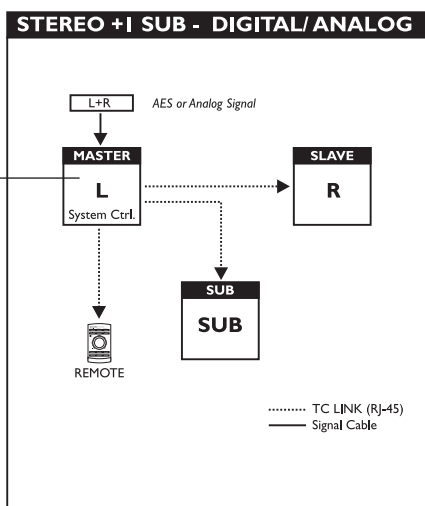 STEREO +1 SUB - DIGITAL/ANALOG
L+R
AES or Analog Signal
MASTER
L
System Ctrl.
SLAVE
R
SUB
SUB
REMOTE
TC LINK (RJ-45)
Signal Cable